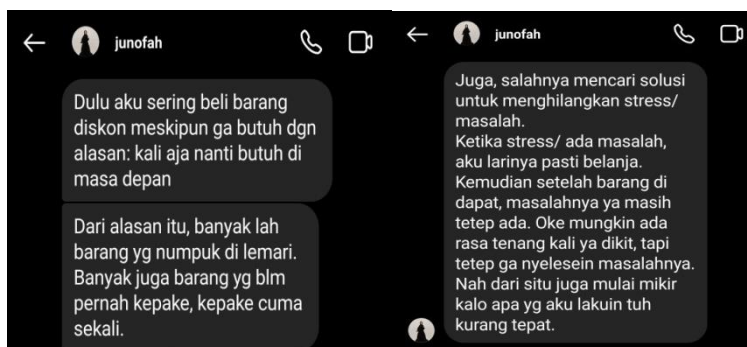 junofah
Dulu aku sering beli barang
diskon meskipun ga butuh dgn
alasan: kali aja nanti butuh di
masa depan
Dari alasan itu, banyak lah
barang yg numpuk di lemari.
Banyak juga barang yg blm
pernah kepake, kepake cuma
sekali.
junofah
Juga, salahnya mencari solusi
untuk menghilangkan stress/
masalah.
Ketika stress/ ada masalah,
aku larinya pasti belanja.
Kemudian setelah barang di
dapat, masalahnya ya masih
tetep ada. Oke mungkin ada
rasa tenang kali ya dikit, tapi
tetep ga nyelesein masalahnya.
Nah dari situ juga mulai mikir
kalo apa yg aku lakuin tuh
kurang tepat.